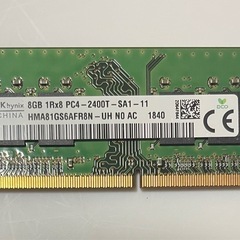 SK hynix 8GB 1Rx8 PC4-2400T-SA1-11
CHINA HMA81GS6AFR8N-UH N0 AC 1840